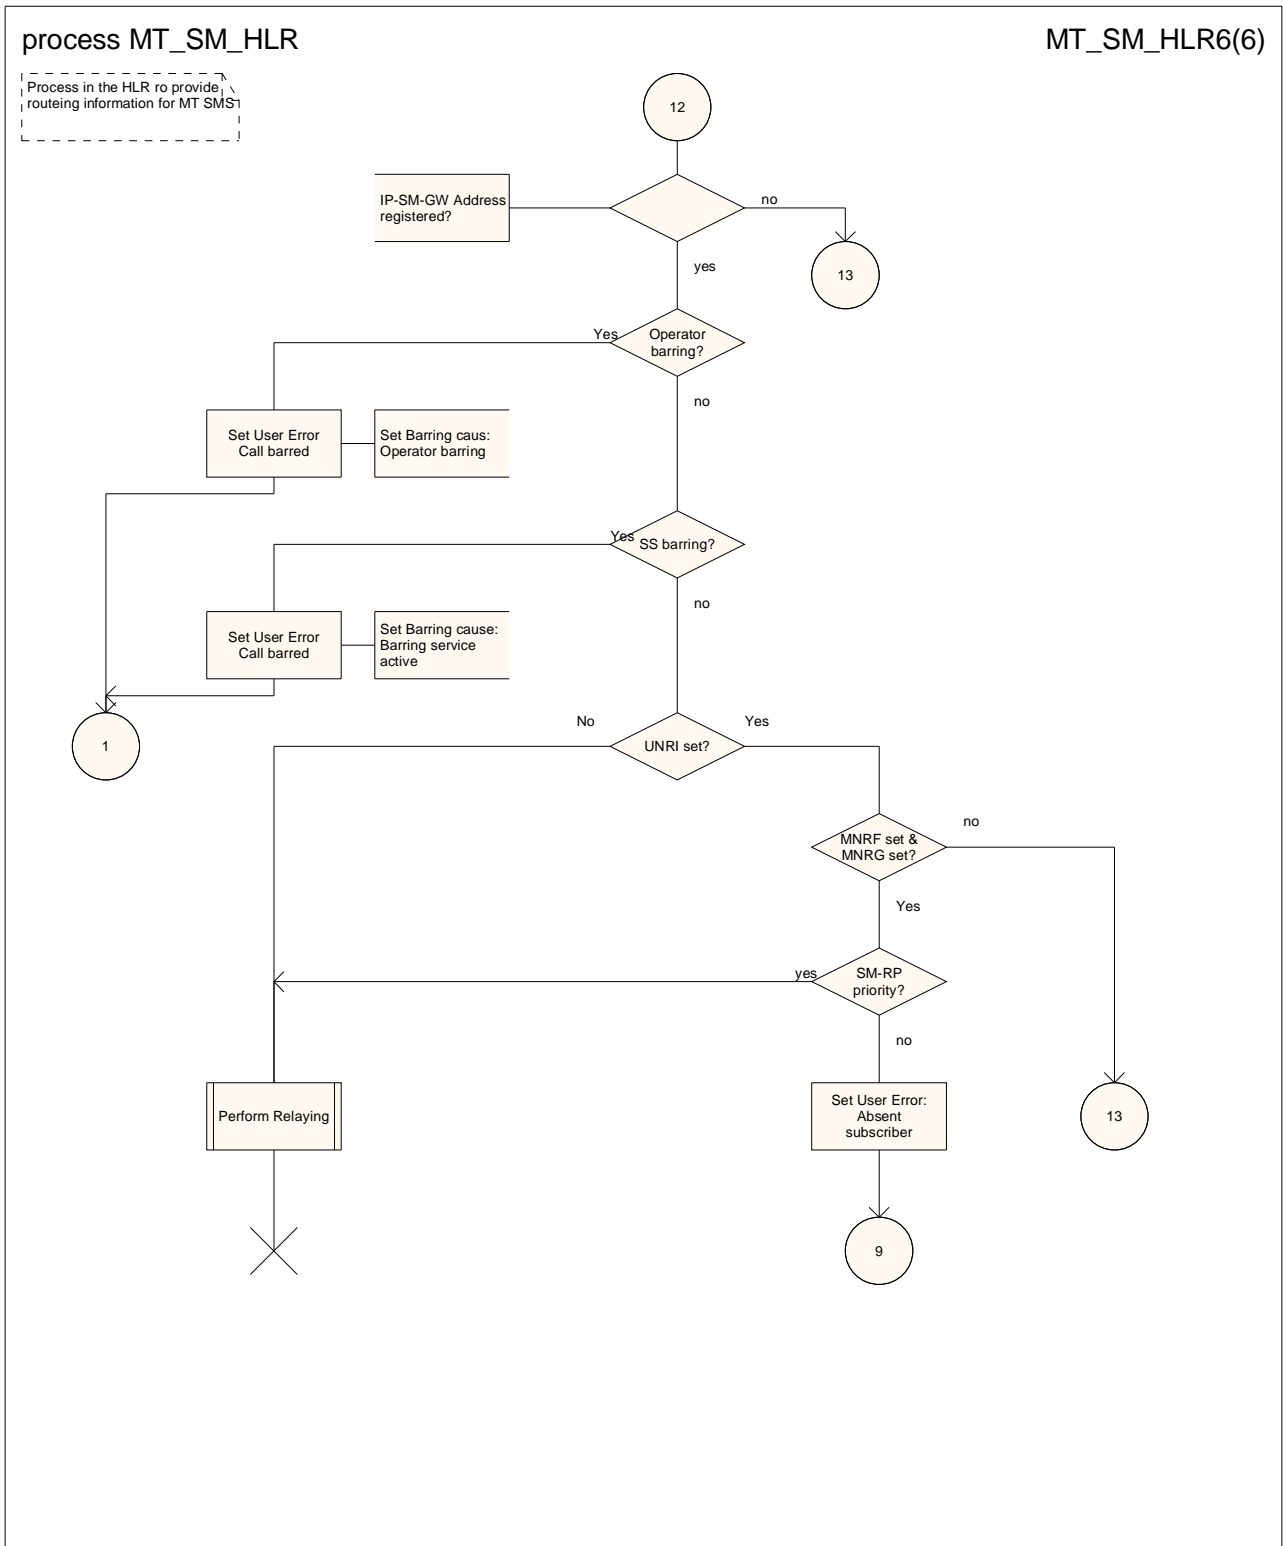 process MT_SM_HLR
MT_SM_HLR6(6)
Process in the HLR ro provide
routeing information for MT SMS
12
IP-SM-GW Address
registered?
no
13
yes
Yes
Operator
barring?
no
Set User Error
Call barred
Set Barring caus:
Operator barring
Yes
SS barring?
no
Set User Error
Call barred
Set Barring cause:
Barring service
active
1
No
UNRI set?
Yes
MNRF set &
MNRG set?
no
Yes
yes
SM-RP
priority?
no
Perform Relaying
Set User Error:
Absent
subscriber
13
9